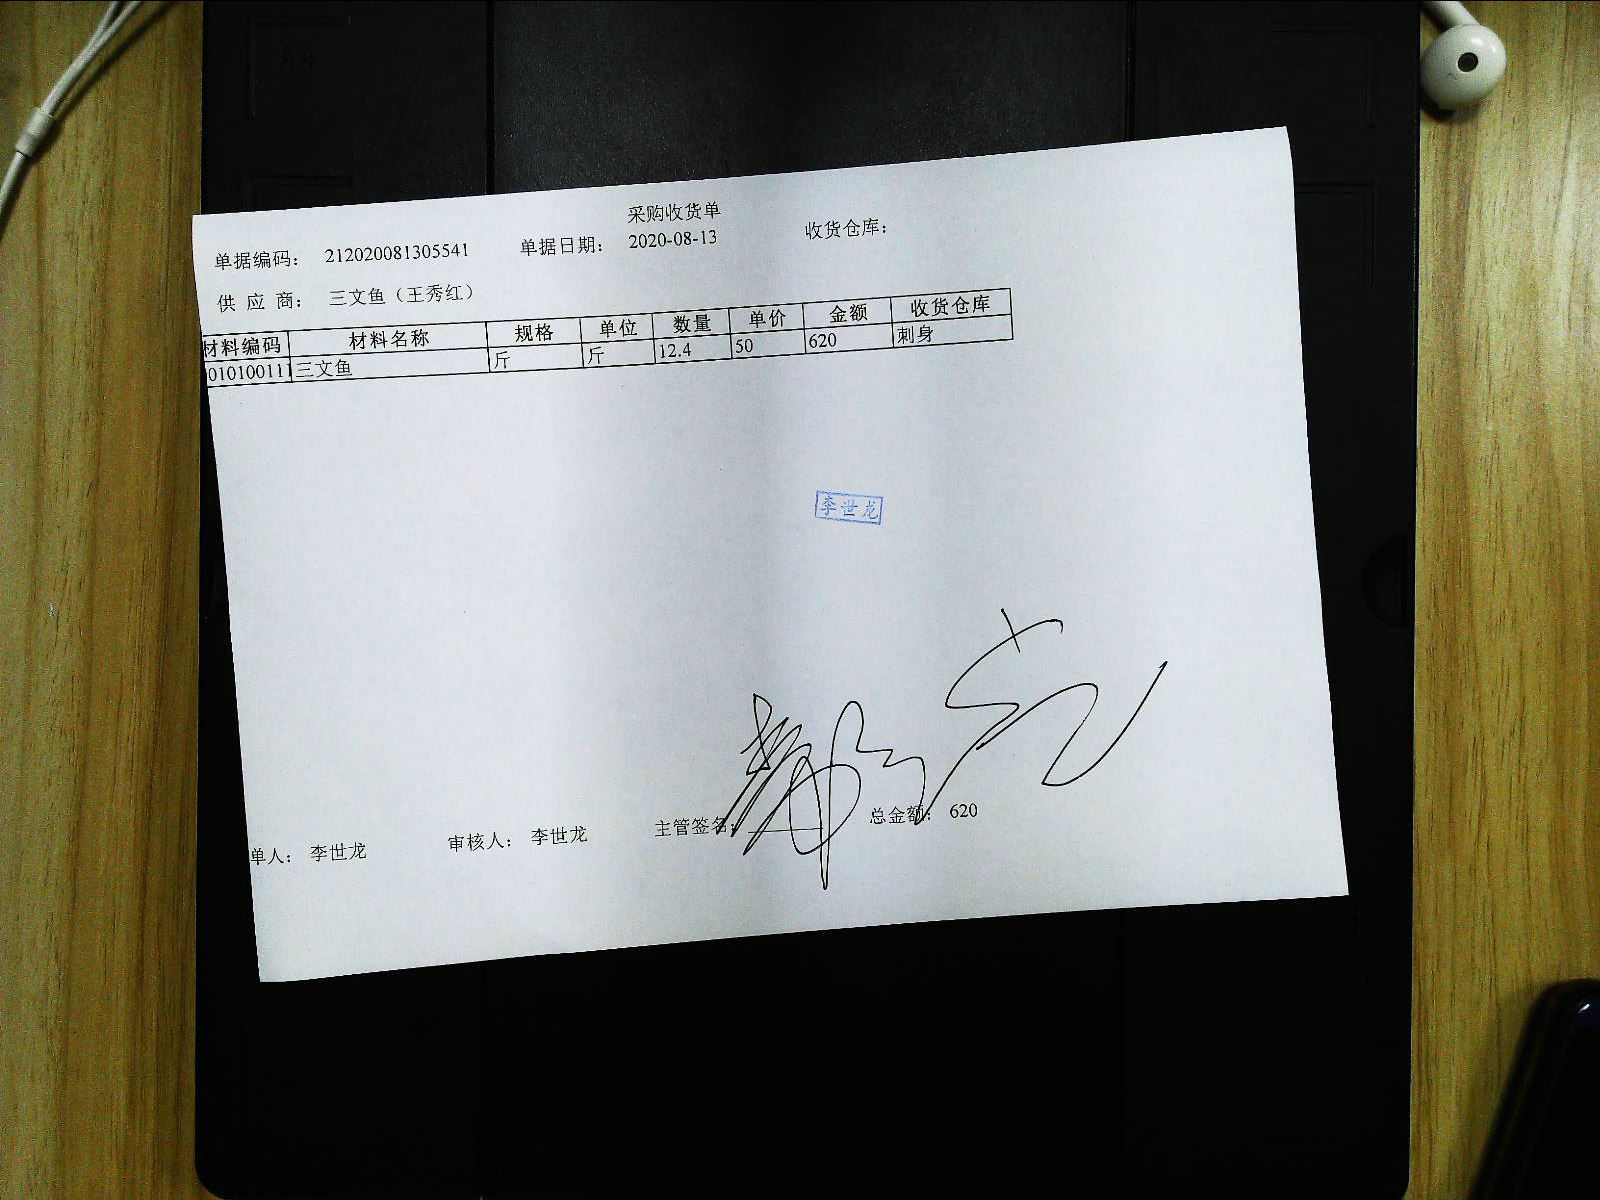 采购收货单
单据编码： 212020081305541 单据日期： 2020-08-13 收货仓库：
供 应 商： 三文鱼（王秀红）
材料编码 材料名称 规格 单位 数量 单价 金额 收货仓库
01010011 三文鱼 斤 斤 12.4 50 620 刺身
李世龙
单人： 李世龙 审核人： 李世龙 主管签名： 总金额： 620